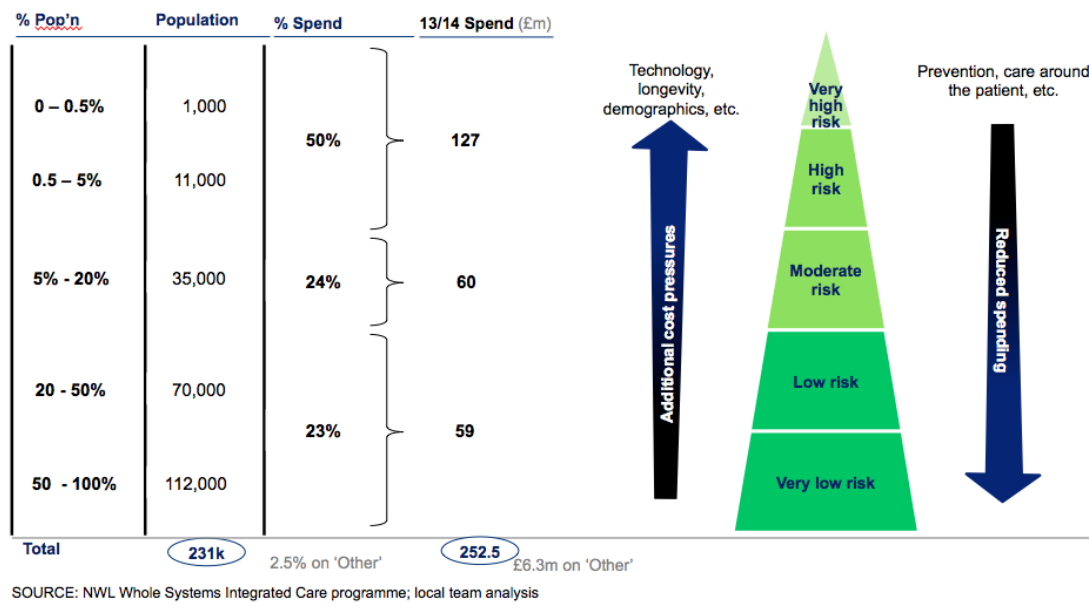 % Pop'n
Population
% Spend
13/14 Spend (£m)
0 – 0.5%
1,000
50%
127
0.5 – 5%
11,000
5% - 20%
35,000
24%
60
20 - 50%
70,000
23%
59
50 - 100%
112,000
Total
231k
2.5% on 'Other'
252.5
£6.3m on 'Other'
Technology,
longevity,
demographics, etc.
Additional cost pressures
Very
high
risk
High
risk
Moderate
risk
Low risk
Very low risk
Prevention, care around
the patient, etc.
Reduced spending
SOURCE: NWL Whole Systems Integrated Care programme; local team analysis